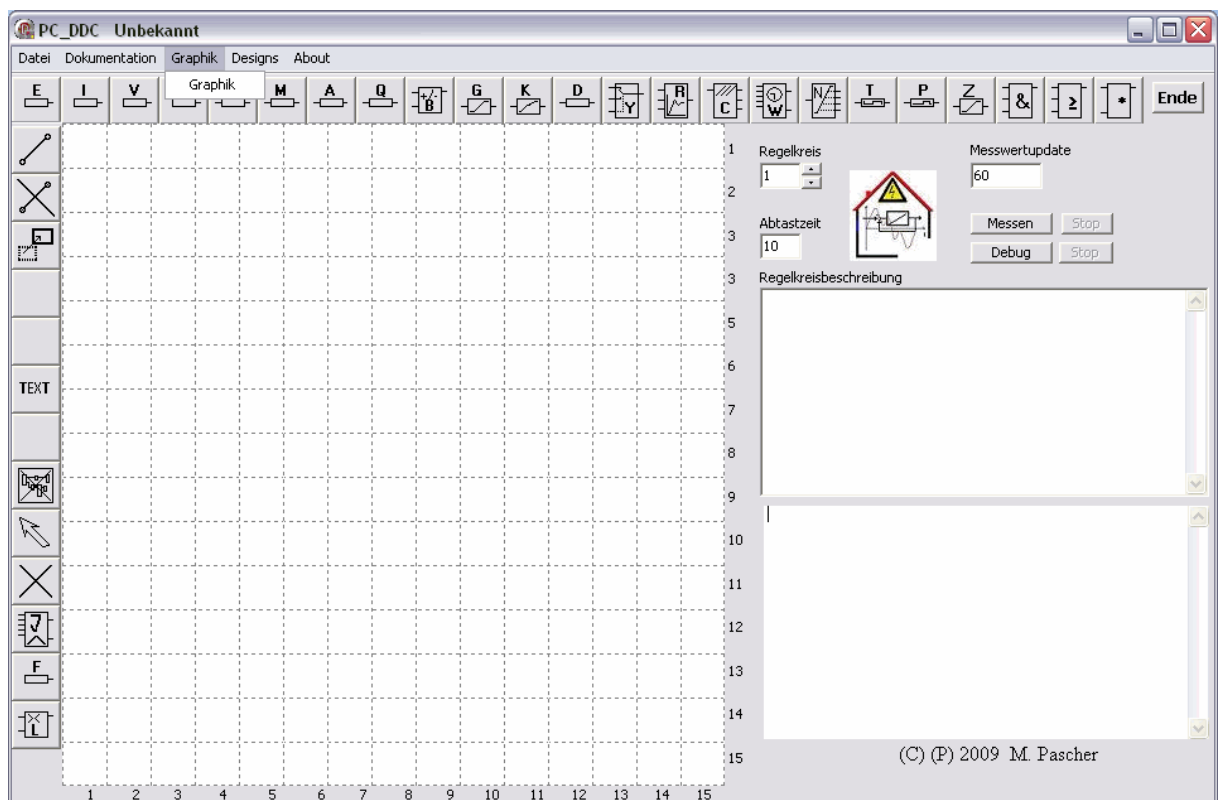 PC_DDC Unbekannt
Datei Dokumentation Graphik Designs About
Graphik
E I V M A Q +/- B G K D Y R C W N T P Z & ≥ * Ende
TEXT
F
L
1
2
3
3
5
6
7
8
9
10
11
12
13
14
15
1 2 3 4 5 6 7 8 9 10 11 12 13 14 15
Regelkreis
1
Messwertupdate
60
Abtastzeit
10
Messen Stop
Debug Stop
Regelkreisbeschreibung
(C) (P) 2009 M. Pascher